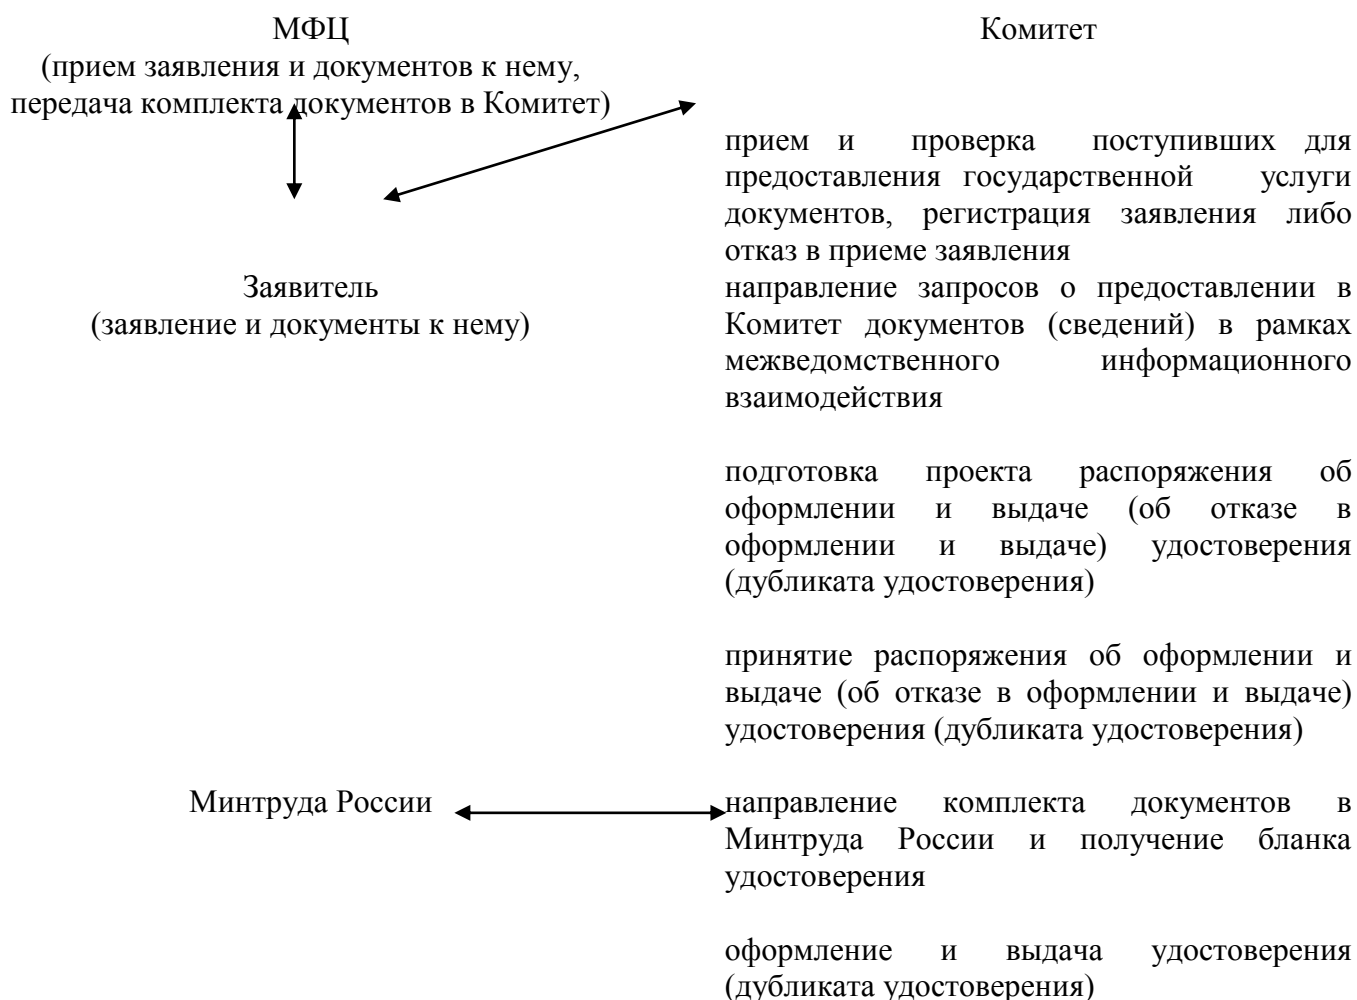 МФЦ
(прием заявления и документов к нему,
передача комплекта документов в Комитет)
Заявитель
(заявление и документы к нему)
Минтруда России
Комитет
прием и проверка поступивших для
предоставления государственной услуги
документов, регистрация заявления либо
отказ в приеме заявления
направление запросов о предоставлении в
Комитет документов (сведений) в рамках
межведомственного информационного
взаимодействия
подготовка проекта распоряжения об
оформлении и выдаче (об отказе в
оформлении и выдаче) удостоверения
(дубликата удостоверения)
принятие распоряжения об оформлении и
выдаче (об отказе в оформлении и выдаче)
удостоверения (дубликата удостоверения)
направление комплекта документов в
Минтруда России и получение бланка
удостоверения
оформление и выдача удостоверения
(дубликата удостоверения)